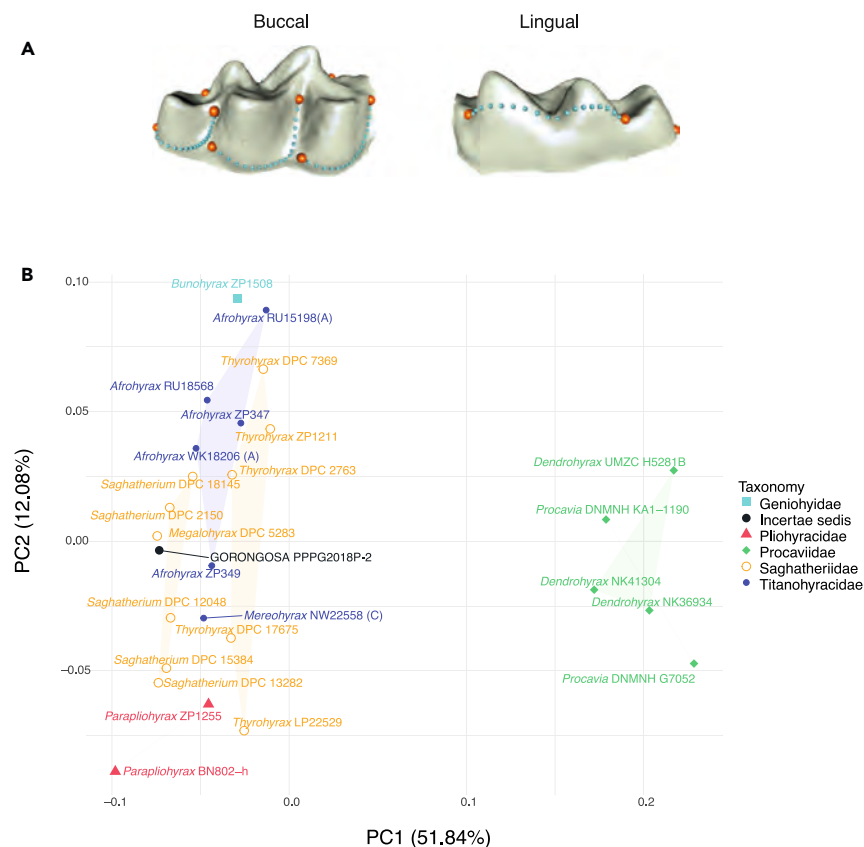 Buccal
Lingual
A
B
PC2 (12.08%)
0.10
0.05
0.00
−0.05
Bunohyrax ZP1508
Afrohyrax RU15198(A)
Thyrohyrax DPC 7369
Afrohyrax RU18568
Afrohyrax ZP347
Thyrohyrax ZP1211
Afrohyrax WK18206 (A)
Thyrohyrax DPC 2763
Saghatherium DPC 18145
Saghatherium DPC 2150
Megalohyrax DPC 5283
GORONGOSA PPPG2018P-2
Afrohyrax ZP349
Saghatherium DPC 12048
Mereohyrax NW22558 (C)
Thyrohyrax DPC 17675
Saghatherium DPC 15384
Saghatherium DPC 13282
Parapliohyrax ZP1255
Thyrohyrax LP22529
Parapliohyrax BN802−h
Dendrohyrax UMZC H5281B
Procavia DNMNH KA1−1190
Dendrohyrax NK41304
Dendrohyrax NK36934
Procavia DNMNH G7052
Taxonomy
Geniohyidae
Incertae sedis
Pliohyracidae
Procaviidae
Saghatheriidae
Titanohyracidae
−0.1
0.0
0.1
0.2
PC1 (51.84%)